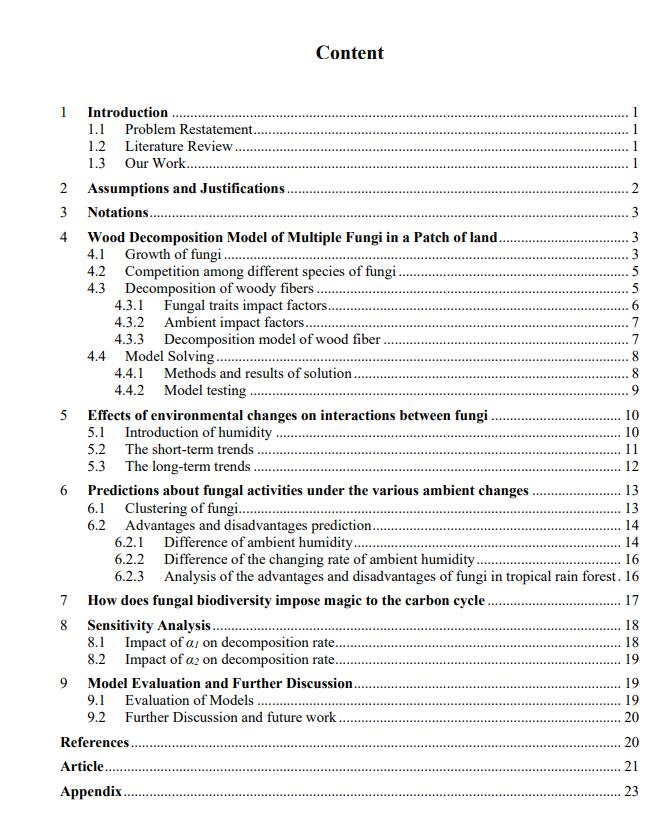 Content
1 Introduction ........ 1
1.1 Problem Restatement ........ 1
1.2 Literature Review ........ 1
1.3 Our Work ........ 1
2 Assumptions and Justifications ........ 2
3 Notations ........ 3
4 Wood Decomposition Model of Multiple Fungi in a Patch of land ........ 3
4.1 Growth of fungi ........ 3
4.2 Competition among different species of fungi ........ 5
4.3 Decomposition of woody fibers ........ 5
4.3.1 Fungal traits impact factors ........ 6
4.3.2 Ambient impact factors ........ 7
4.3.3 Decomposition model of wood fiber ........ 7
4.4 Model Solving ........ 8
4.4.1 Methods and results of solution ........ 8
4.4.2 Model testing ........ 9
5 Effects of environmental changes on interactions between fungi ........ 10
5.1 Introduction of humidity ........ 10
5.2 The short-term trends ........ 11
5.3 The long-term trends ........ 12
6 Predictions about fungal activities under the various ambient changes ........ 13
6.1 Clustering of fungi ........ 13
6.2 Advantages and disadvantages prediction ........ 14
6.2.1 Difference of ambient humidity ........ 14
6.2.2 Difference of the changing rate of ambient humidity ........ 16
6.2.3 Analysis of the advantages and disadvantages of fungi in tropical rain forest. 16
7 How does fungal biodiversity impose magic to the carbon cycle ........ 17
8 Sensitivity Analysis ........ 18
8.1 Impact of α1 on decomposition rate ........ 18
8.2 Impact of α2 on decomposition rate ........ 19
9 Model Evaluation and Further Discussion ........ 19
9.1 Evaluation of Models ........ 19
9.2 Further Discussion and future work ........ 20
References ........ 20
Article ........ 21
Appendix ........ 23